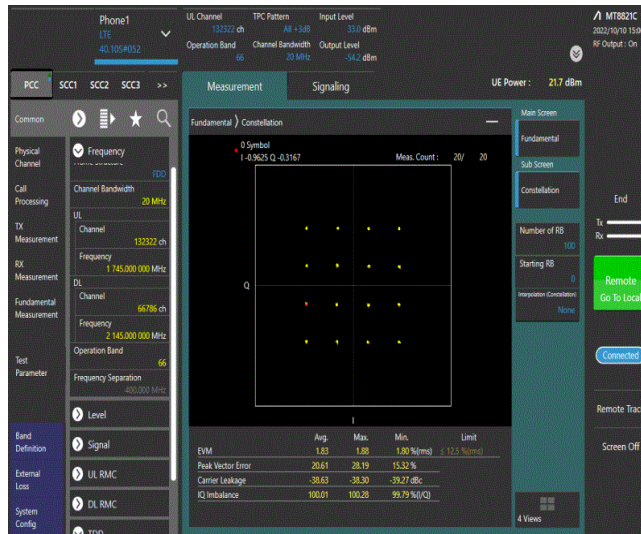 Phone1
LTE
40.10S#052
UL Channel
132322 ch
TPC Pattern
All +3dB
Input Level
33.0 dBm
Operation Band
66
Channel Bandwidth
20 MHz
Output Level
-54.2 dBm
MT8821C
2022/10/10 15:0
RF Output : On
PCC SCC1 SCC2 SCC3 >>
Measurement
Signaling
UE Power : 21.7 dBm
Common
Physical
Channel
Call
Processing
TX
Measurement
RX
Measurement
Fundamental
Measurement
Test
Parameter
Band
Definition
External
Loss
System
Config
Frequency
FDD
Channel Bandwidth
20 MHz
UL
Channel
132322 ch
Frequency
1 745.000 000 MHz
DL
Channel
66786 ch
Frequency
2 145.000 000 MHz
Operation Band
66
Frequency Separation
400.000 MHz
Level
Signal
UL RMC
DL RMC
TDD
Fundamental ⟩ Constellation
0 Symbol
I -0.9625 Q -0.3167
Meas. Count : 20/ 20
Q
I
Avg. Max. Min. Limit
EVM 1.83 1.88 1.80 %(rms) ≤ 12.5 %(rms)
Peak Vector Error 20.61 28.19 15.32 %
Carrier Leakage -38.63 -38.30 -39.27 dBc
IQ Imbalance 100.01 100.28 99.79 %(I/Q)
Main Screen
Fundamental
Sub Screen
Constellation
Number of RB
100
Starting RB
0
Interpolation (Constellation)
None
4 Views
End
Tx
Rx
Remote
Go To Local
Connected
Remote Trac
Screen Off